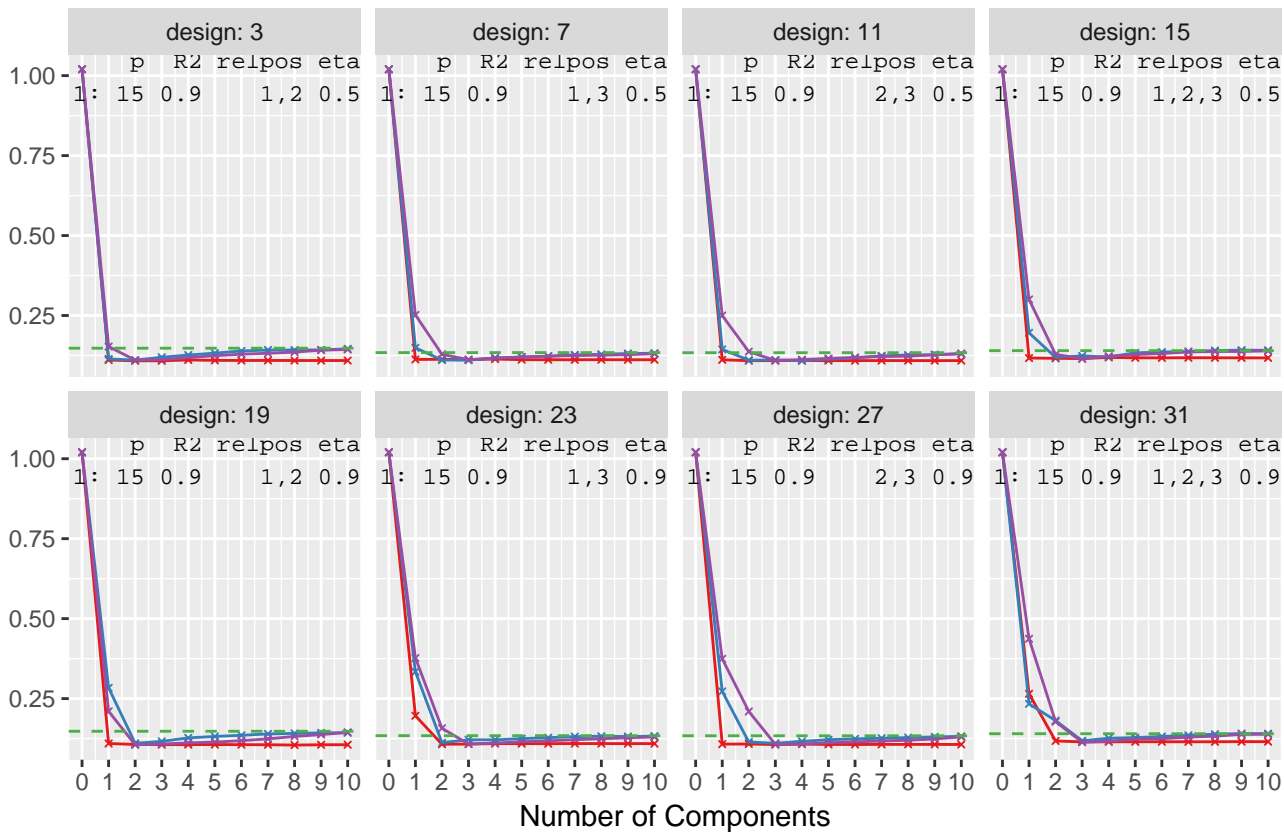 design: 3 design: 7 design: 11 design: 15
p R2 relpos eta p R2 relpos eta p R2 relpos eta p R2 relpos eta
1.00
1: 15 0.9 1,2 0.5 1: 15 0.9 1,3 0.5 1: 15 0.9 2,3 0.5 1: 15 0.9 1,2,3 0.5
0.75
0.50
0.25
design: 19 design: 23 design: 27 design: 31
p R2 relpos eta p R2 relpos eta p R2 relpos eta p R2 relpos eta
1.00
1: 15 0.9 1,2 0.9 1: 15 0.9 1,3 0.9 1: 15 0.9 2,3 0.9 1: 15 0.9 1,2,3 0.9
0.75
0.50
0.25
0 1 2 3 4 5 6 7 8 9 10 0 1 2 3 4 5 6 7 8 9 10 0 1 2 3 4 5 6 7 8 9 10 0 1 2 3 4 5 6 7 8 9 10
Number of Components